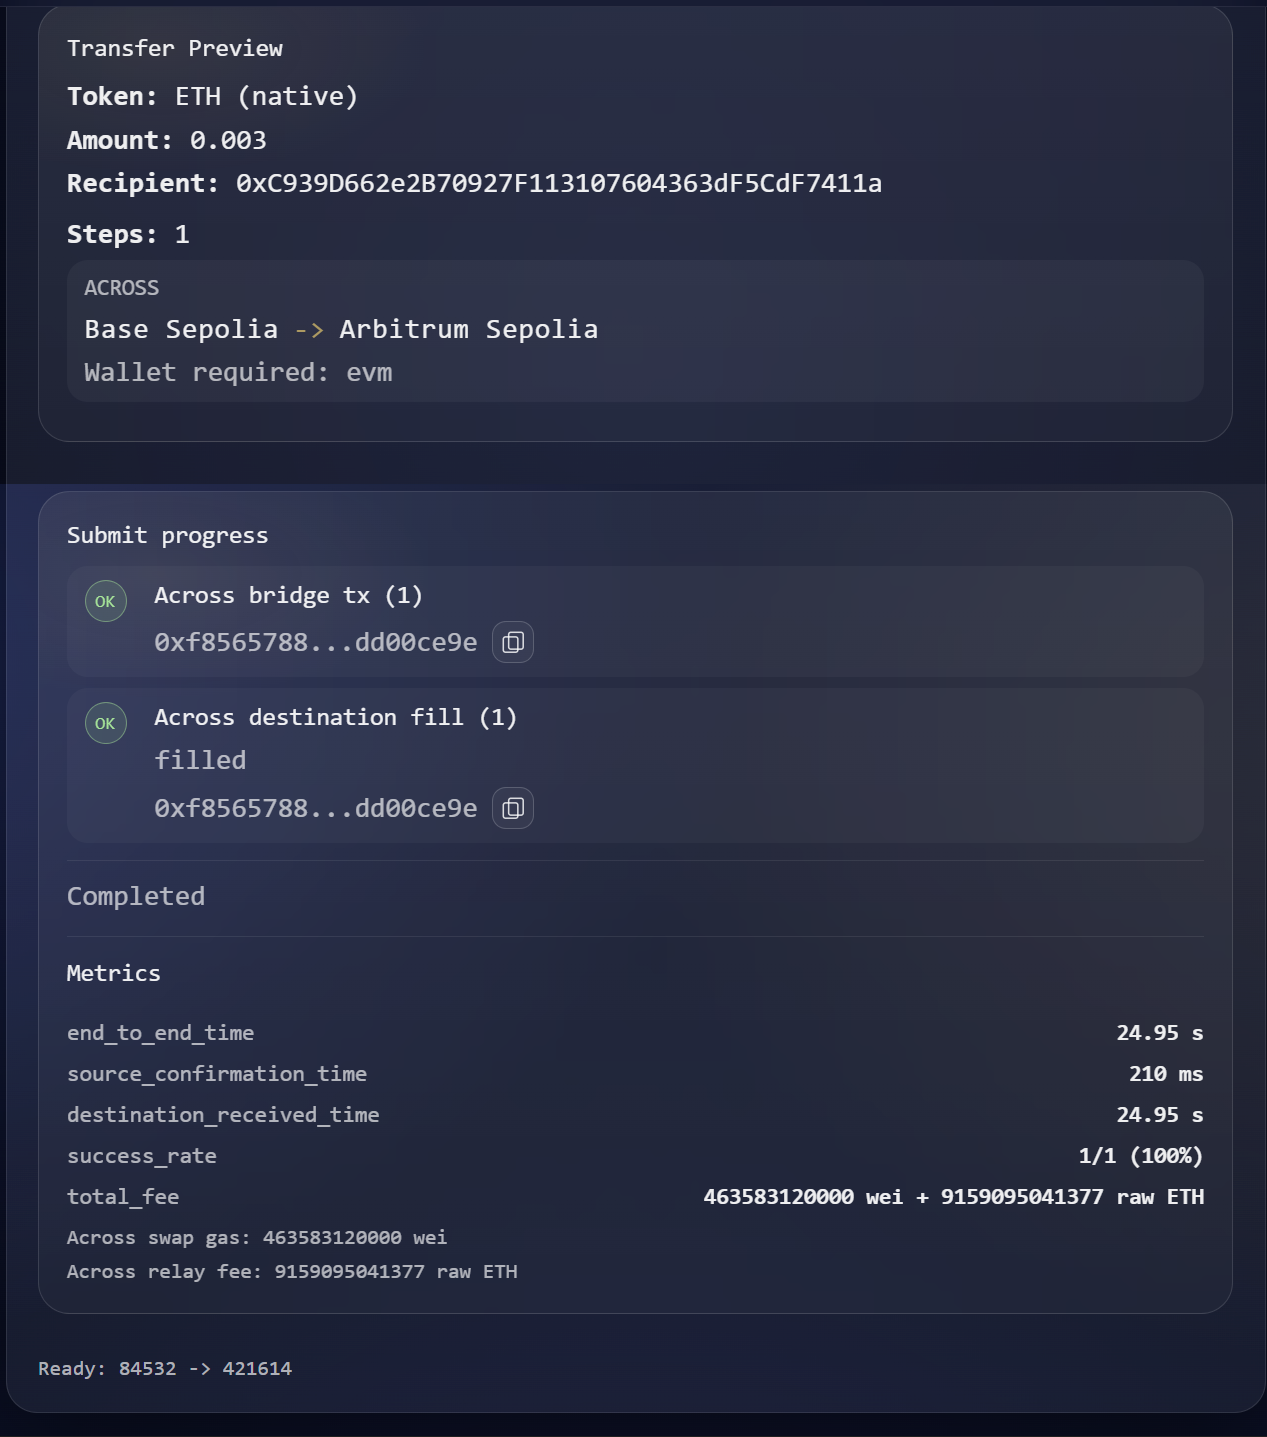 Transfer Preview
Token: ETH (native)
Amount: 0.003
Recipient: 0xC939D662e2B70927F113107604363dF5CdF7411a
Steps: 1
ACROSS
Base Sepolia -> Arbitrum Sepolia
Wallet required: evm
Submit progress
OK
Across bridge tx (1)
0xf8565788...dd00ce9e
OK
Across destination fill (1)
filled
0xf8565788...dd00ce9e
Completed
Metrics
end_to_end_time 24.95 s
source_confirmation_time 210 ms
destination_received_time 24.95 s
success_rate 1/1 (100%)
total_fee 463583120000 wei + 9159095041377 raw ETH
Across swap gas: 463583120000 wei
Across relay fee: 9159095041377 raw ETH
Ready: 84532 -> 421614